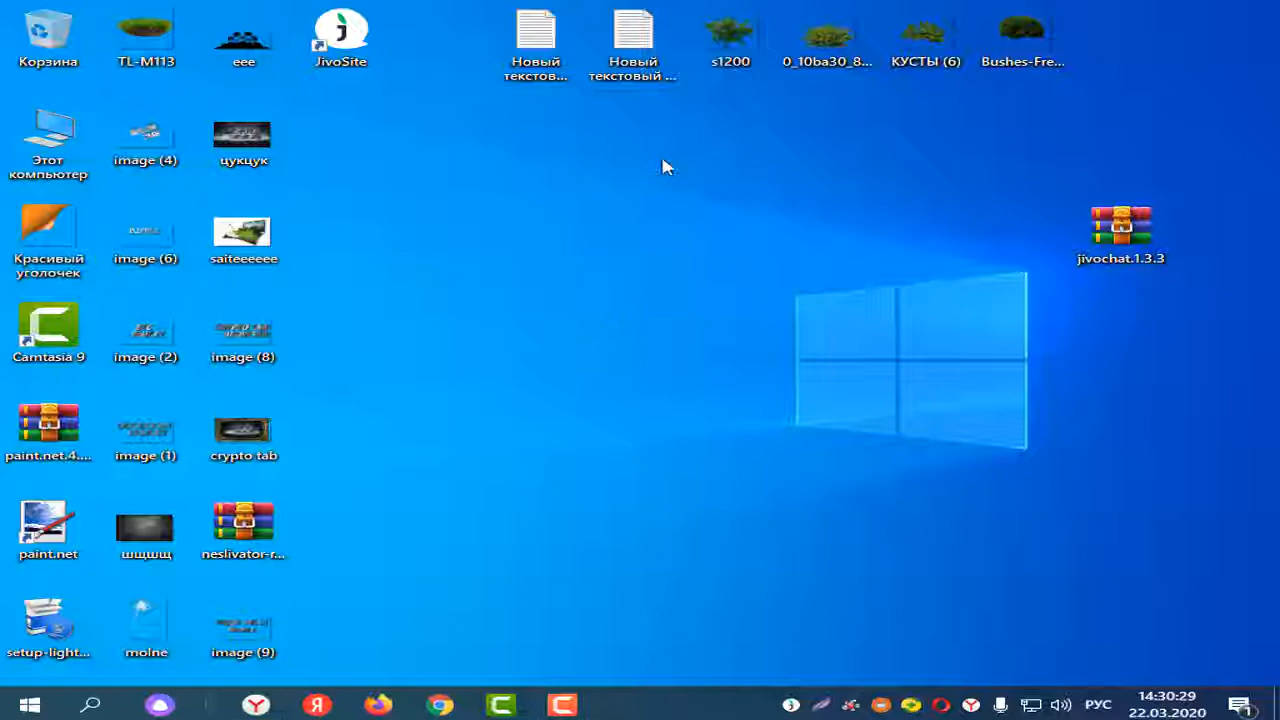 Корзина
TL-M113
eee
JivoSite
Новый
текстов...
Новый
текстовый ...
s1200
0_10ba30_8...
КУСТЫ (6)
Bushes-Fre...
Этот
компьютер
image (4)
цукцук
jivochat.1.3.3
Красивый
уголочек
image (6)
saiteeeeee
Camtasia 9
image (2)
image (8)
paint.net.4....
image (1)
crypto tab
paint.net
шщшщ
neslivator-r...
setup-light...
molne
image (9)
РУС
14:30:29
22.03.2020
1